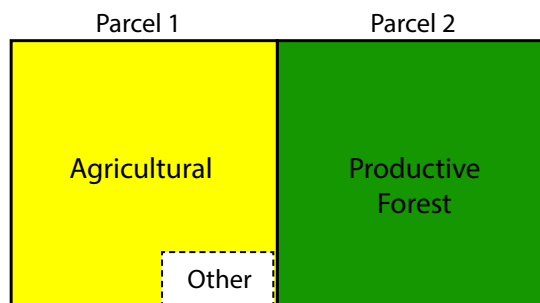 Parcel 1
Parcel 2
Agricultural
Productive
Forest
Other